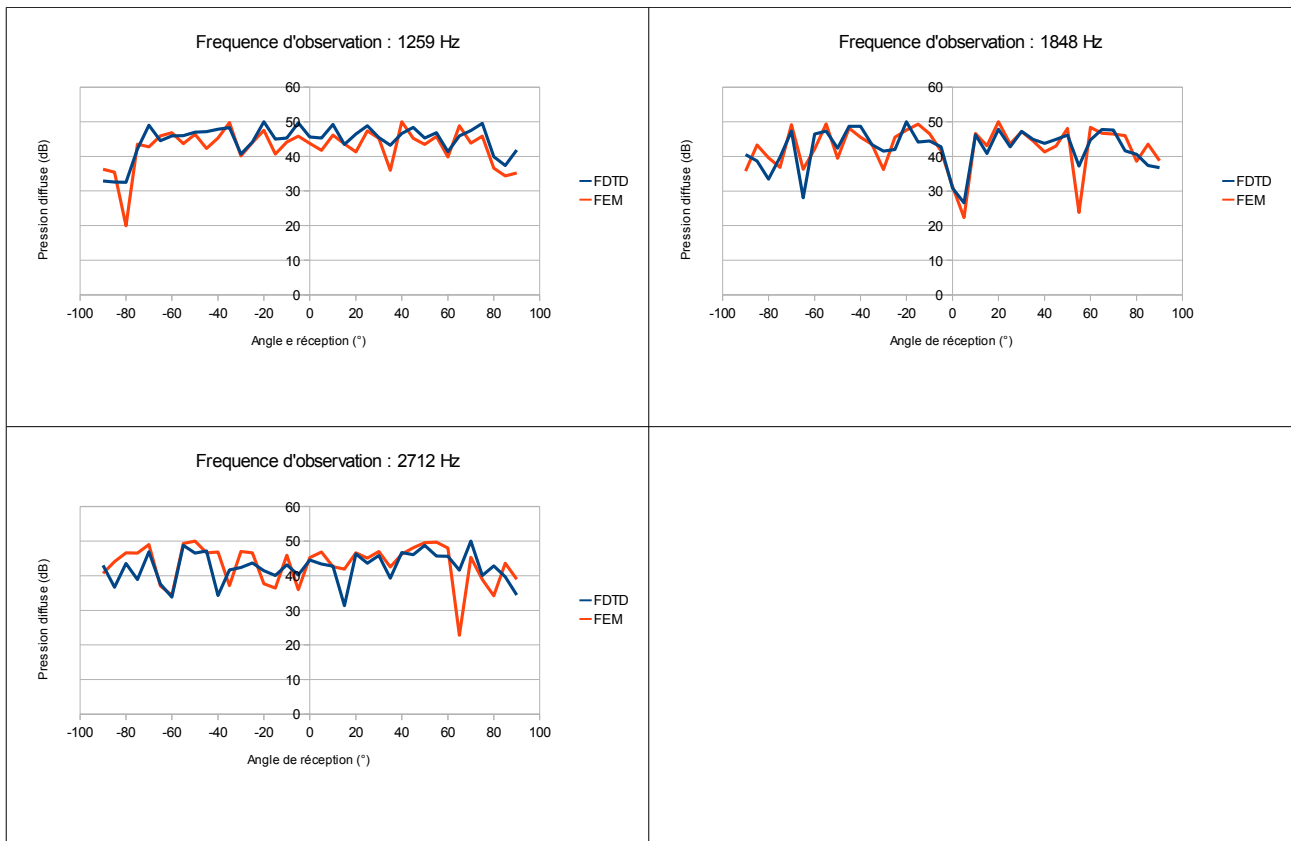 Frequence d'observation : 1259 Hz
60
50
40
30
20
10
0
-100 -80 -60 -40 -20 0 20 40 60 80 100
Pression diffuse (dB)
Angle e réception (°)
FDTD
FEM
Frequence d'observation : 1848 Hz
60
50
40
30
20
10
0
-100 -80 -60 -40 -20 0 20 40 60 80 100
Pression diffuse (dB)
Angle de réception (°)
FDTD
FEM
Frequence d'observation : 2712 Hz
60
50
40
30
20
10
0
-100 -80 -60 -40 -20 0 20 40 60 80 100
Pression diffuse (dB)
Angle de réception (°)
FDTD
FEM